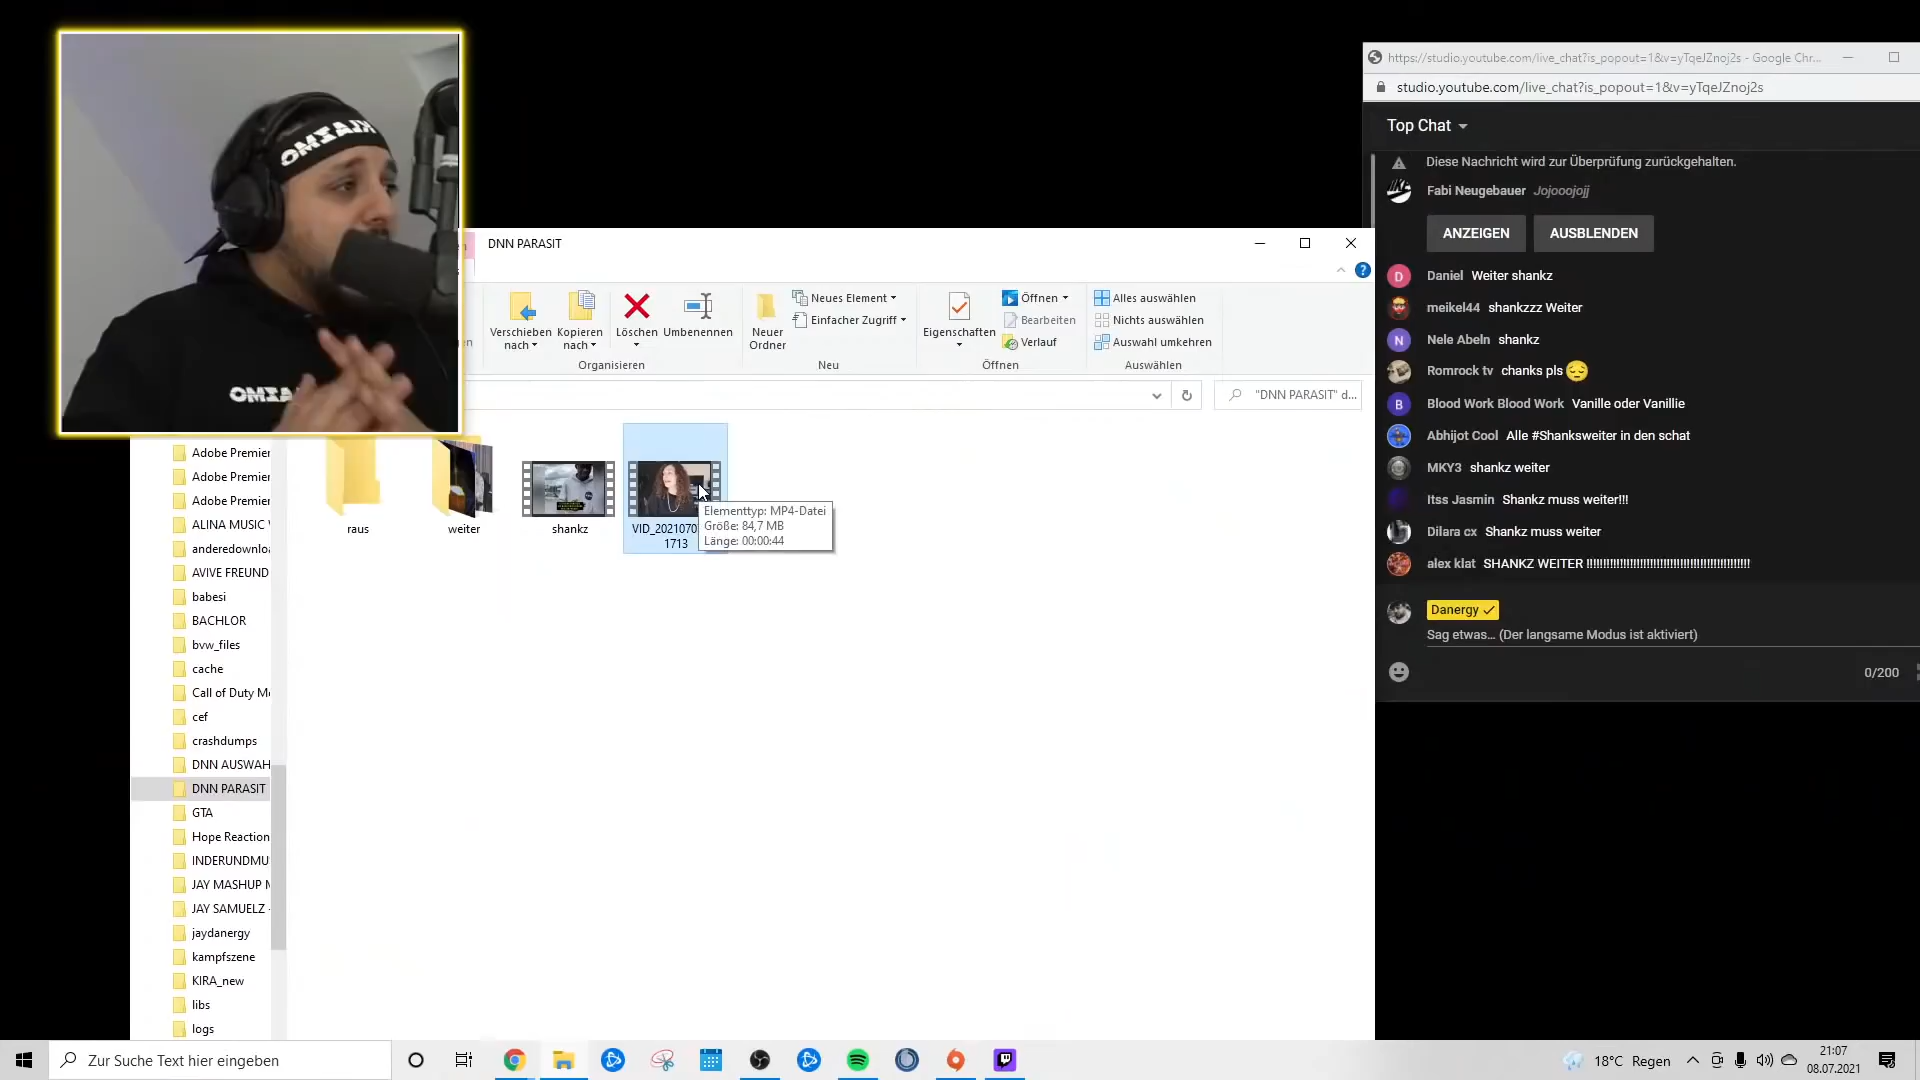 https://studio.youtube.com/live_chat?is_popout=1&v=yTqeJZnoj2s - Google Chr...
studio.youtube.com/live_chat?is_popout=1&v=yTqeJZnoj2s
Top Chat
Diese Nachricht wird zur Überprüfung zurückgehalten.
Fabi Neugebauer Jojooojojj
ANZEIGEN AUSBLENDEN
Daniel Weiter shankz
meikel44 shankzzz Weiter
Nele Abeln shankz
Romrock tv chanks pls
Blood Work Blood Work Vanille oder Vanillie
Abhijot Cool Alle #Shanksweiter in den schat
MKY3 shankz weiter
Itss Jasmin Shankz muss weiter!!!
Dilara cx Shankz muss weiter
Danergy
Sag etwas... (Der langsame Modus ist aktiviert)
0/200
DNN PARASIT
Verschieben nach
Kopieren nach
Löschen
Umbenennen
Organisieren
Neuer Ordner
Neues Element
Einfacher Zugriff
Neu
Eigenschaften
Öffnen
Bearbeiten
Verlauf
Öffnen
Alles auswählen
Nichts auswählen
Auswahl umkehren
Auswählen
"DNN PARASIT" d...
raus
weiter
shankz
VID_2021070
1713
Elementtyp: MP4-Datei
Größe: 84,7 MB
Länge: 00:00:44
Adobe Premier
Adobe Premier
Adobe Premier
ALINA MUSIC
anderedownloa
AVIVE FREUND
babesi
BACHLOR
bvw_files
cache
Call of Duty Mo
cef
crashdumps
DNN AUSWAH
DNN PARASIT
GTA
Hope Reaction
INDERUNDMU
JAY MASHUP
JAY SAMUELZ -
jaydanergy
kampfszene
KIRA_new
libs
logs
Zur Suche Text hier eingeben
18°C Regen
21:07
08.07.2021